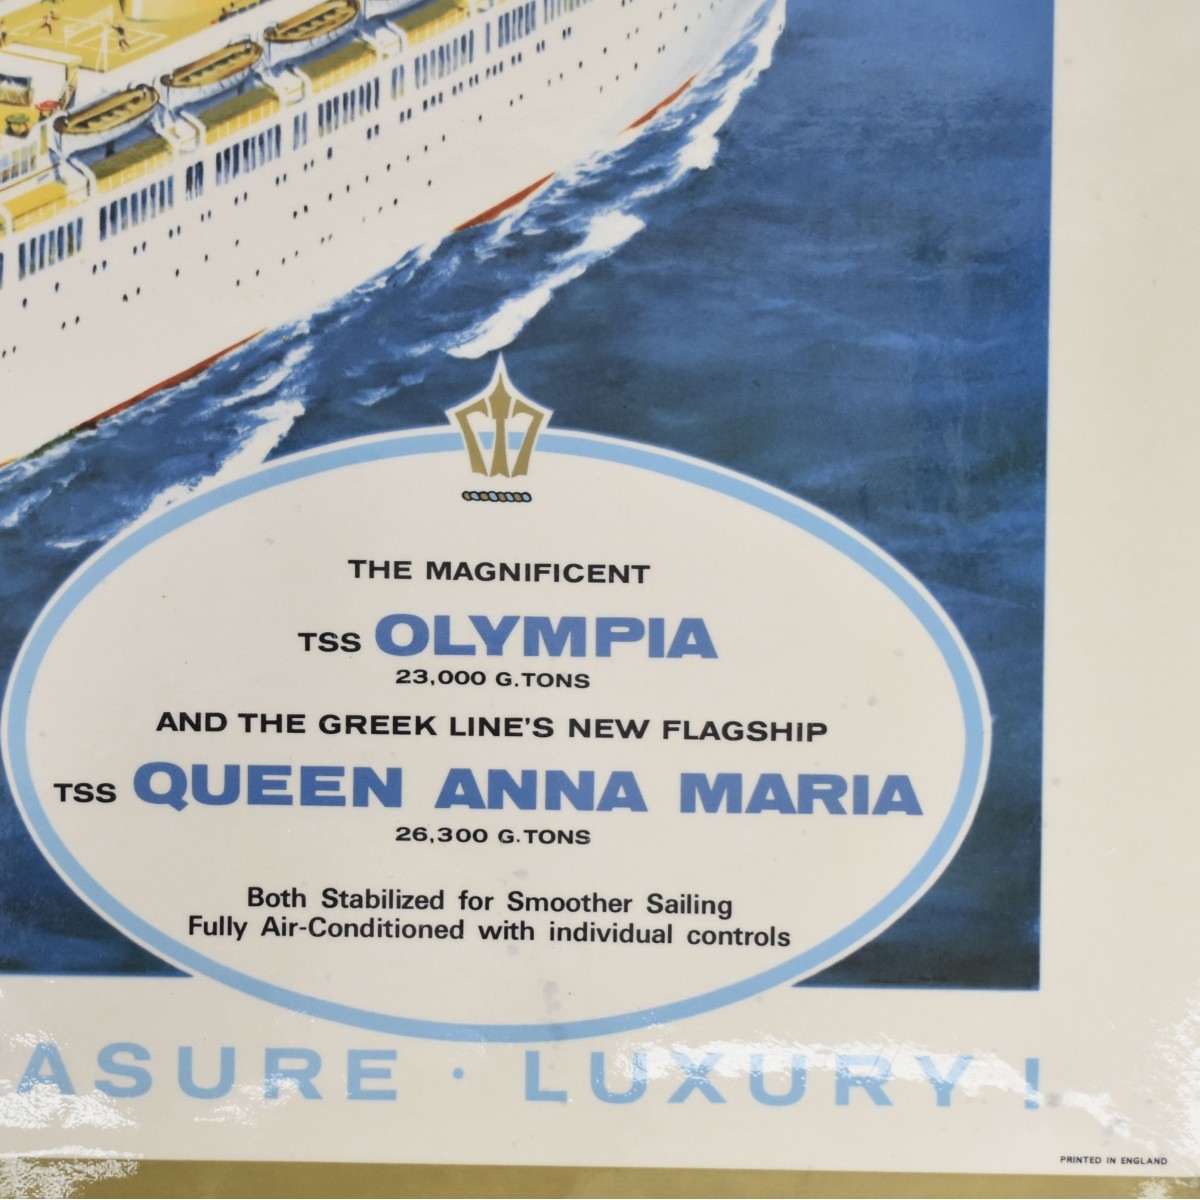 THE MAGNIFICENT
TSS OLYMPIA
23,000 G.TONS
AND THE GREEK LINE'S NEW FLAGSHIP
TSS QUEEN ANNA MARIA
26,300 G.TONS
Both Stabilized for Smoother Sailing
Fully Air-Conditioned with individual controls
ASURE · LUXURY!
PRINTED IN ENGLAND